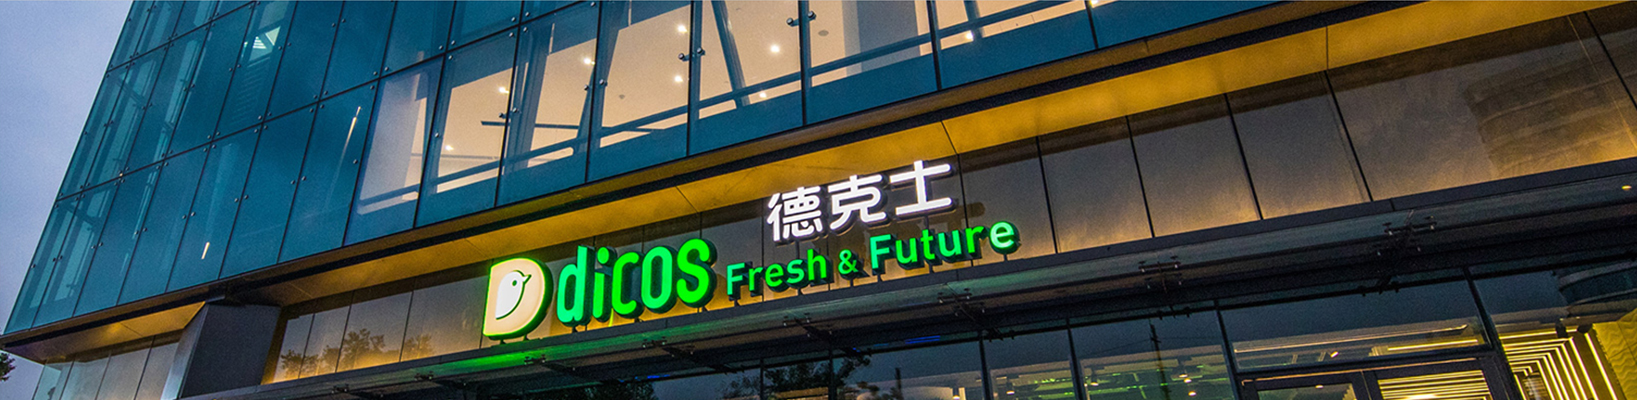 德克士
dicos Fresh & Future